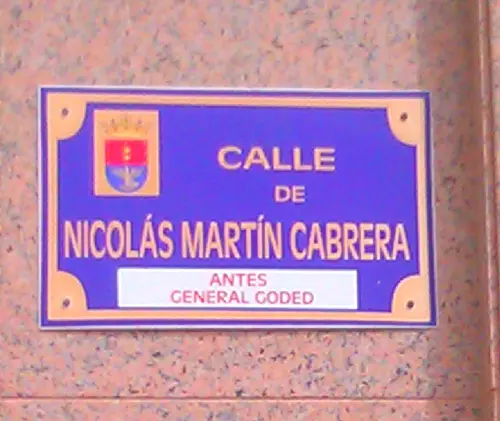 CALLE
DE
NICOLÁS MARTÍN CABRERA
ANTES
GENERAL GODED